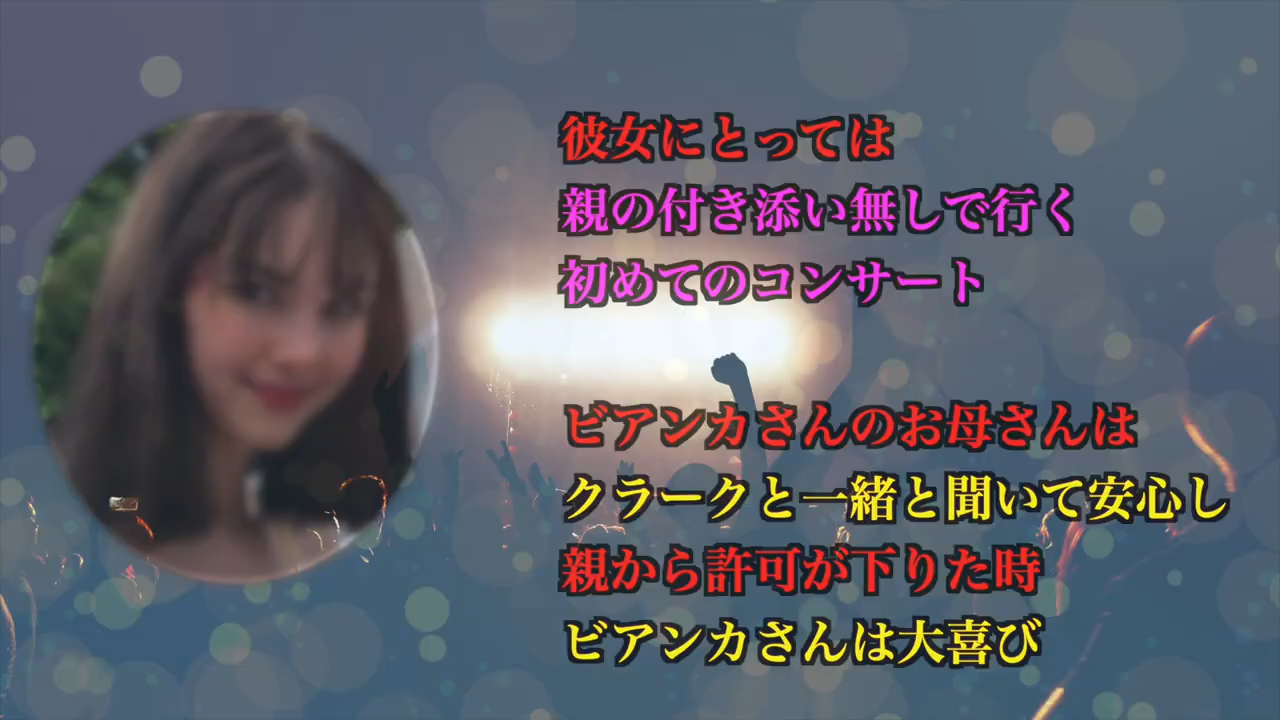 彼女にとっては
親の付き添い無しで行く
初めてのコンサート
ビアンカさんのお母さんは
クラークと一緒と聞いて安心し
親から許可が下りた時
ビアンカさんは大喜び